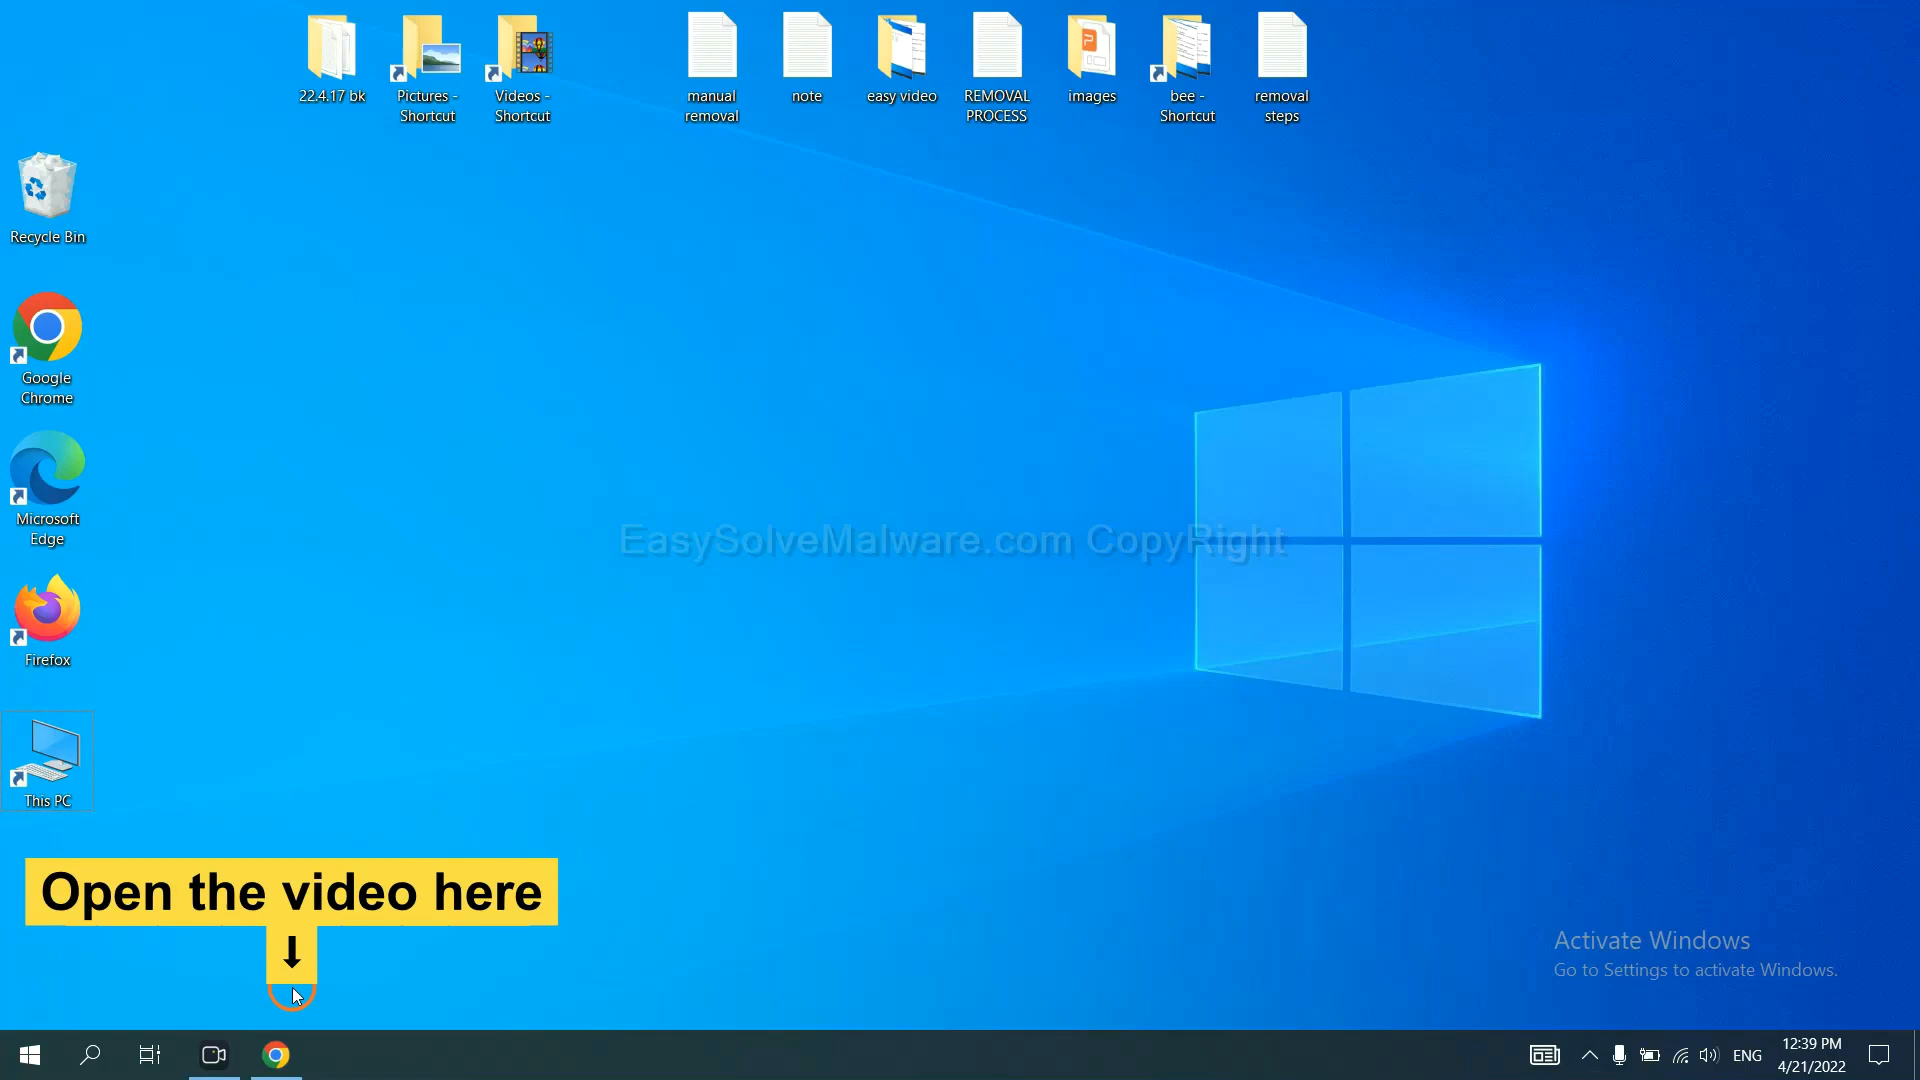 22.4.17 bk
Pictures -
Shortcut
Videos -
Shortcut
manual
removal
note
easy video
REMOVAL
PROCESS
images
bee -
Shortcut
removal
steps
Recycle Bin
Google
Chrome
Microsoft
Edge
Firefox
This PC
EasySolveMalware.com CopyRight
Open the video here
Activate Windows
Go to Settings to activate Windows.
ENG
12:39 PM
4/21/2022